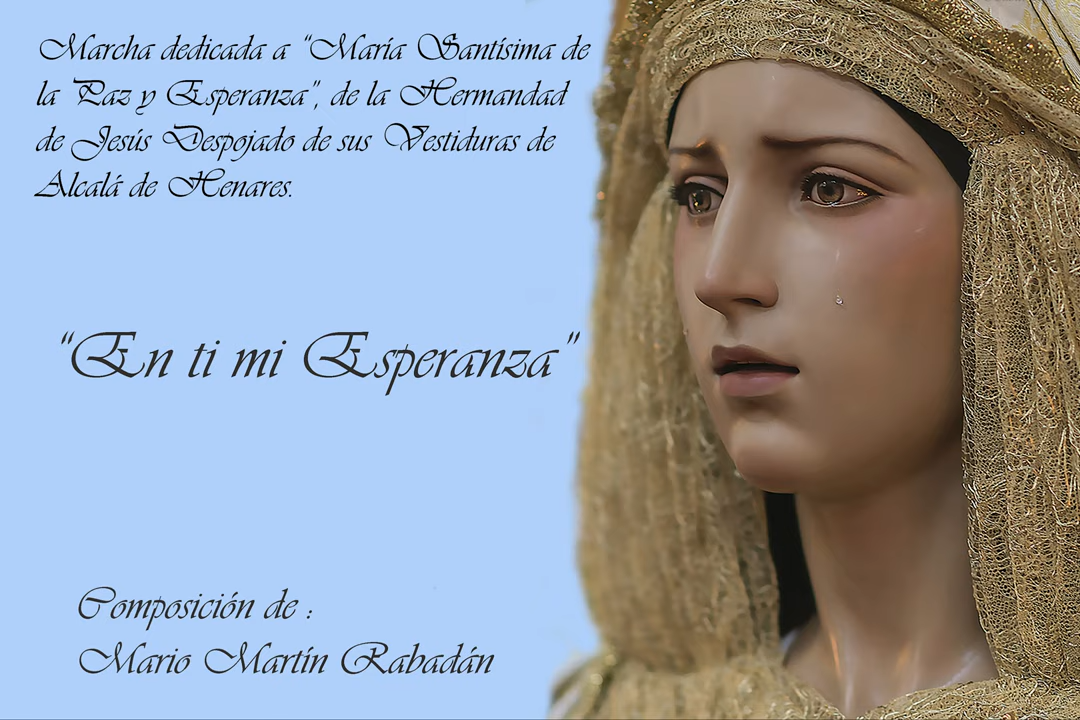 Marcha dedicada a "María Santísima de
la Paz y Esperanza", de la Hermandad
de Jesús Despojado de sus Vestiduras de
Alcalá de Henares.
"En ti mi Esperanza"
Composición de :
Mario Martín Rabadán